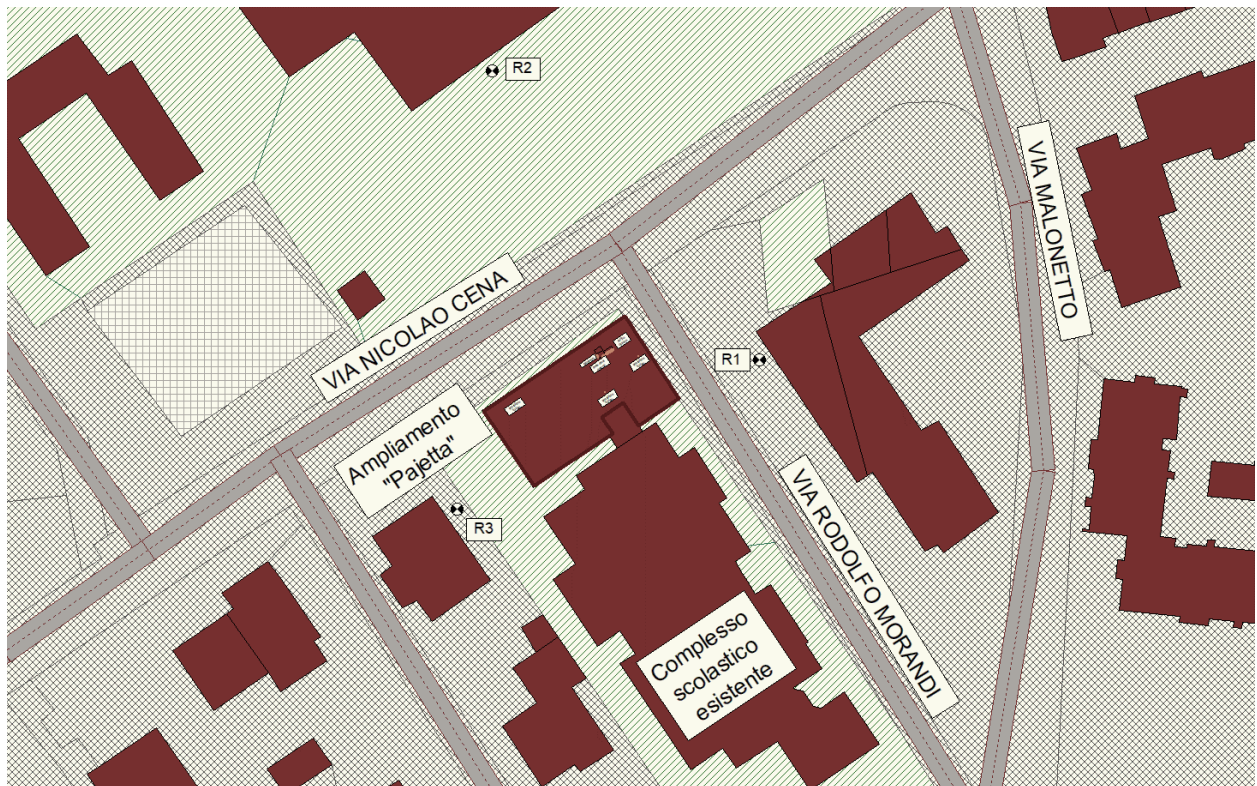 R2
VIA MALONETTO
VIA NICOLAO CENA
R1
Ampliamento
"Pajetta"
R3
VIA RODOLFO MORANDI
Complesso
scolastico
esistente